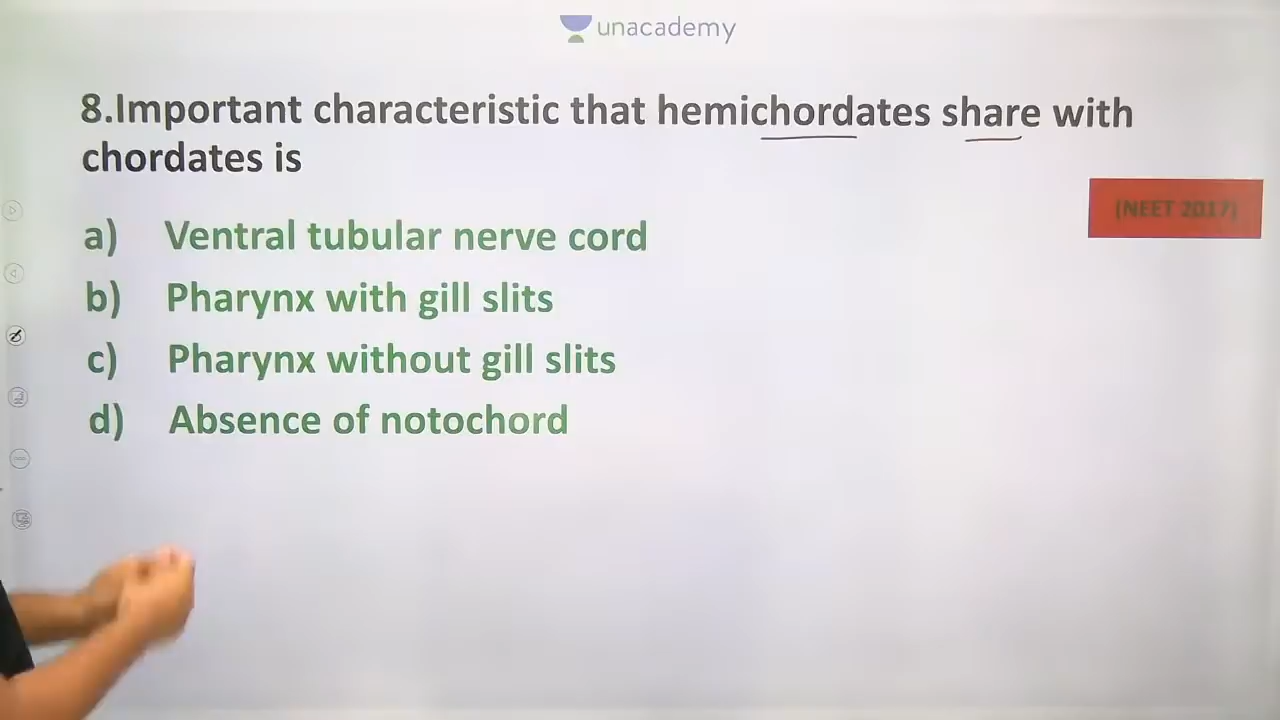 unacademy
8.Important characteristic that hemichordates share with
chordates is
(NEET 2017)
a) Ventral tubular nerve cord
b) Pharynx with gill slits
c) Pharynx without gill slits
d) Absence of notochord